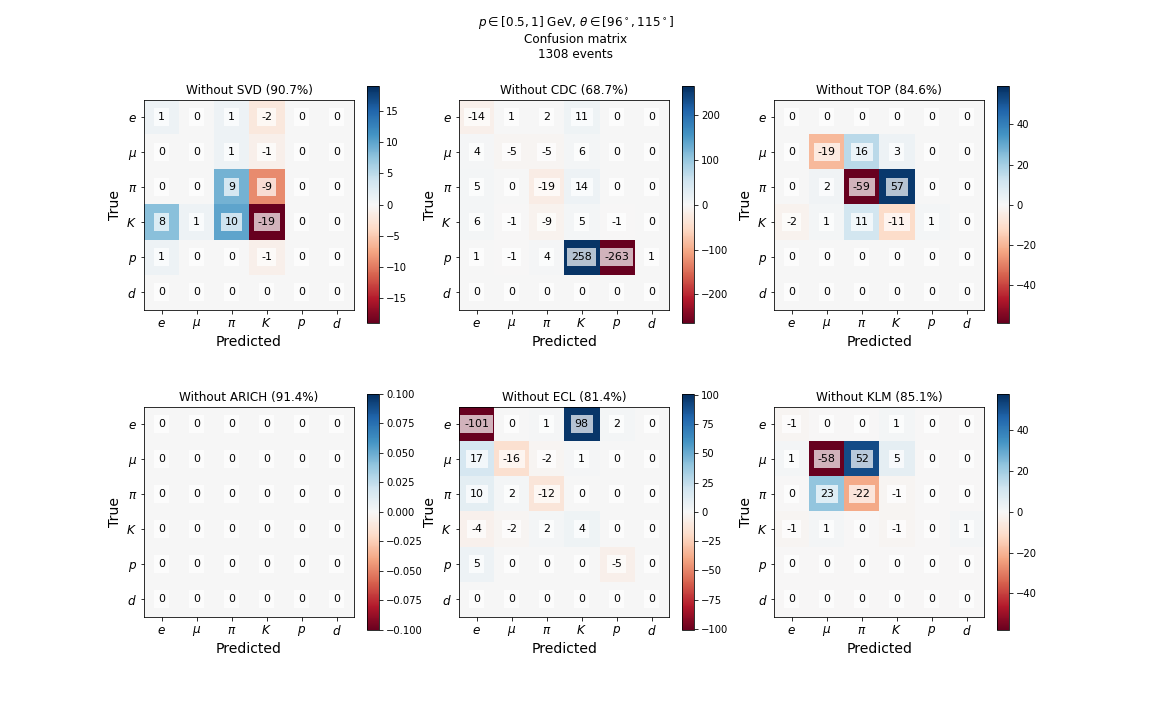 p ∈ [0.5, 1] GeV, θ ∈ [96°, 115°]
Confusion matrix
1308 events
Without SVD (90.7%)
True
e 1 0 1 -2 0 0
μ 0 0 1 -1 0 0
π 0 0 9 -9 0 0
K 8 1 10 -19 0 0
p 1 0 0 -1 0 0
d 0 0 0 0 0 0
e μ π K p d
Predicted
15
10
5
0
−5
−10
−15
Without CDC (68.7%)
True
e -14 1 2 11 0 0
μ 4 -5 -5 6 0 0
π 5 0 -19 14 0 0
K 6 -1 -9 5 -1 0
p 1 -1 4 258 -263 1
d 0 0 0 0 0 0
e μ π K p d
Predicted
200
100
0
−100
−200
Without TOP (84.6%)
True
e 0 0 0 0 0 0
μ 0 -19 16 3 0 0
π 0 2 -59 57 0 0
K -2 1 11 -11 1 0
p 0 0 0 0 0 0
d 0 0 0 0 0 0
e μ π K p d
Predicted
40
20
0
−20
−40
Without ARICH (91.4%)
True
e 0 0 0 0 0 0
μ 0 0 0 0 0 0
π 0 0 0 0 0 0
K 0 0 0 0 0 0
p 0 0 0 0 0 0
d 0 0 0 0 0 0
e μ π K p d
Predicted
0.100
0.075
0.050
0.025
0.000
−0.025
−0.050
−0.075
−0.100
Without ECL (81.4%)
True
e -101 0 1 98 2 0
μ 17 -16 -2 1 0 0
π 10 2 -12 0 0 0
K -4 -2 2 4 0 0
p 5 0 0 0 -5 0
d 0 0 0 0 0 0
e μ π K p d
Predicted
100
75
50
25
0
−25
−50
−75
−100
Without KLM (85.1%)
True
e -1 0 0 1 0 0
μ 1 -58 52 5 0 0
π 0 23 -22 -1 0 0
K -1 1 0 -1 0 1
p 0 0 0 0 0 0
d 0 0 0 0 0 0
e μ π K p d
Predicted
40
20
0
−20
−40